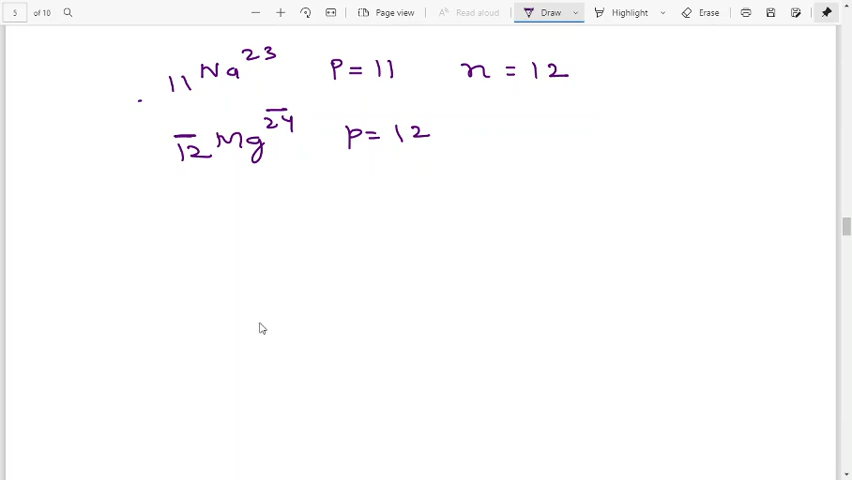 5 of 10 Page view Read aloud Draw Highlight Erase
₁₁Na²³ P = 11 n = 12
₁₂Mg²⁴ p = 12